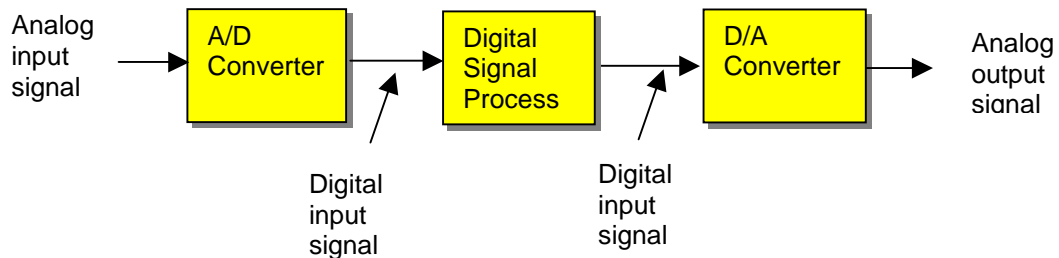 Analog
input
signal
A/D
Converter
Digital
Signal
Process
D/A
Converter
Analog
output
signal
Digital
input
signal
Digital
input
signal